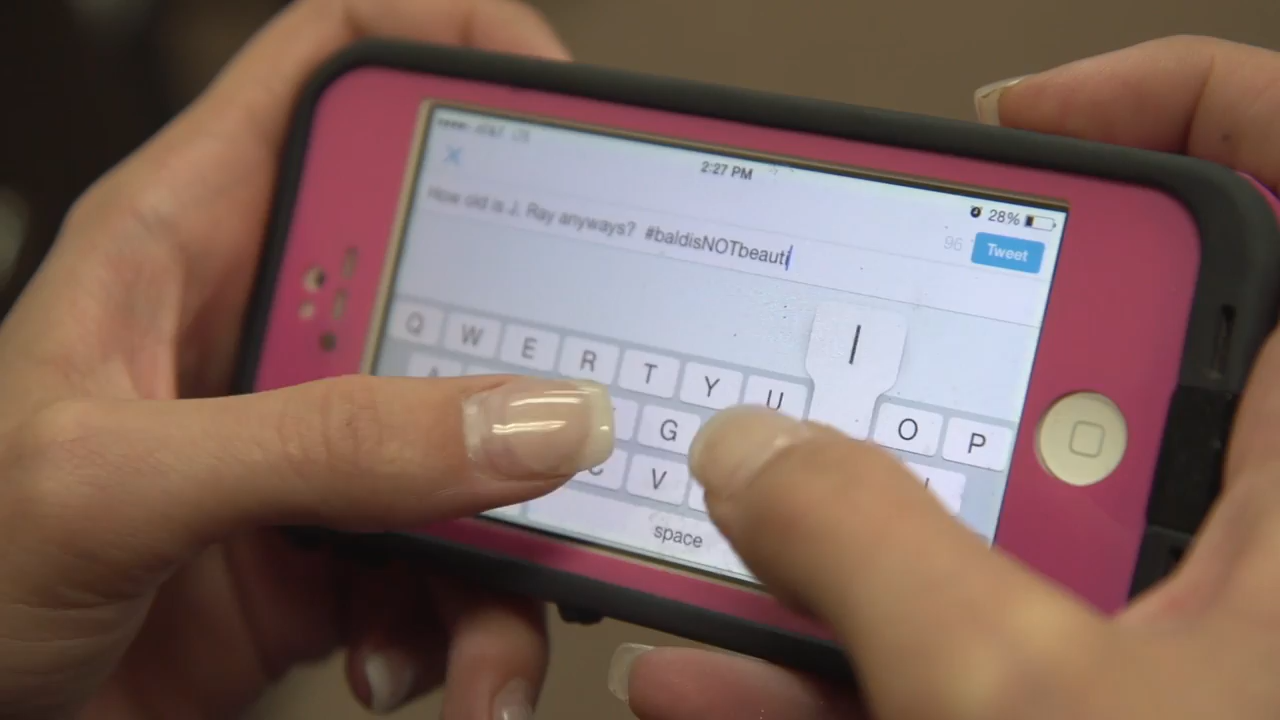 2:27 PM
28%
How old is J. Ray anyways? #baldisNOTbeauti
96 Tweet
I
Q W E R T Y U O P
G
C V
space